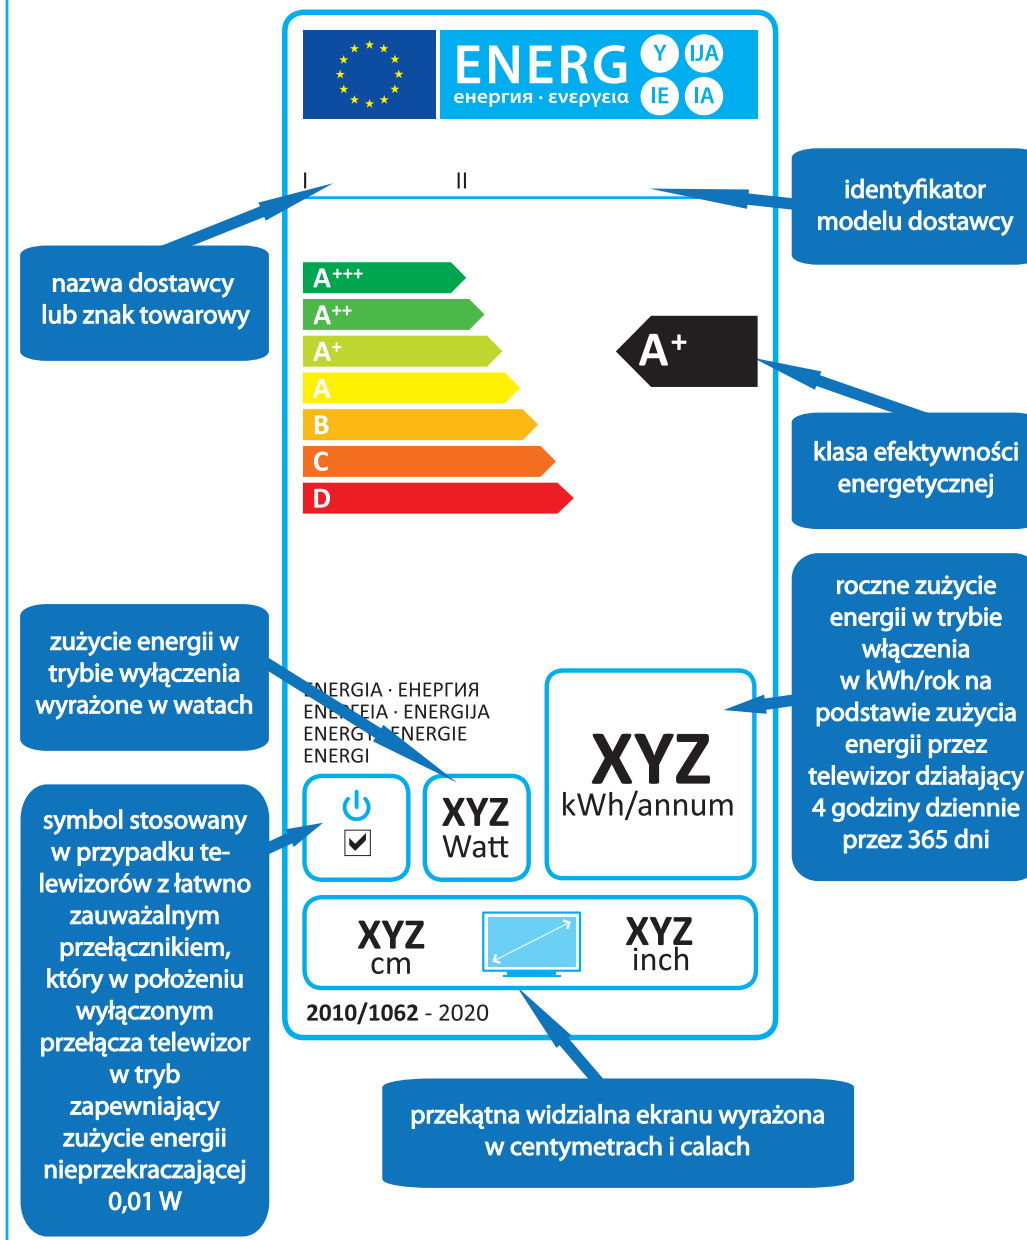 ENERG
енергия · ενεργεια
Y
IJA
IE
IA
I
II
identyfikator
modelu dostawcy
nazwa dostawcy
lub znak towarowy
A+++
A++
A+
A
B
C
D
A+
klasa efektywności
energetycznej
roczne zużycie
energii w trybie
włączenia
w kWh/rok na
podstawie zużycia
energii przez
telewizor działający
4 godziny dziennie
przez 365 dni
zużycie energii w
trybie wyłączenia
wyrażone w watach
ENERGIA · ЕНЕРГИЯ
ΕΝΕΡΓΕΙΑ · ENERGIJA
ENERGY · ENERGIE
ENERGI
XYZ
kWh/annum
XYZ
Watt
symbol stosowany
w przypadku te-
lewizorów z łatwno
zauważalnym
przełącznikiem,
który w położeniu
wyłączonym
przełącza telewizor
w tryb
zapewniający
zużycie energii
nieprzekraczającej
0,01 W
XYZ
cm
XYZ
inch
2010/1062 - 2020
przekątna widzialna ekranu wyrażona
w centymetrach i calach